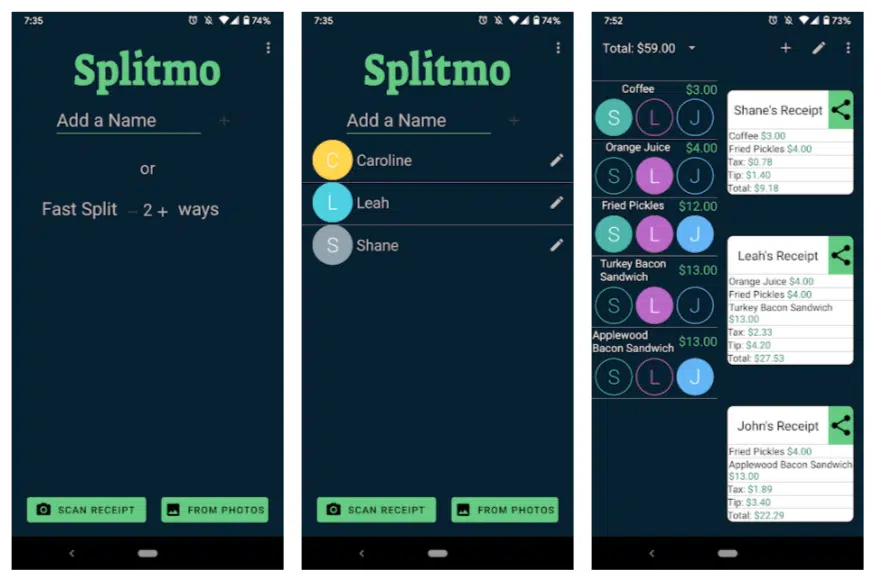 7:35
74%
Splitmo
Add a Name +
or
Fast Split - 2 + ways
SCAN RECEIPT
FROM PHOTOS
7:35
74%
Splitmo
Add a Name +
C Caroline
L Leah
S Shane
SCAN RECEIPT
FROM PHOTOS
7:52
73%
Total: $59.00
+
Coffee $3.00
S L J
Orange Juice $4.00
S L J
Fried Pickles $12.00
S L J
Turkey Bacon
Sandwich
$13.00
S L J
Applewood
Bacon Sandwich
$13.00
S L J
Shane's Receipt
Coffee $3.00
Fried Pickles $4.00
Tax: $0.78
Tip: $1.40
Total: $9.18
Leah's Receipt
Orange Juice $4.00
Fried Pickles $4.00
Turkey Bacon Sandwich
$13.00
Tax: $2.33
Tip: $4.20
Total: $27.53
John's Receipt
Fried Pickles $4.00
Applewood Bacon Sandwich
$13.00
Tax: $1.89
Tip: $3.40
Total: $22.29